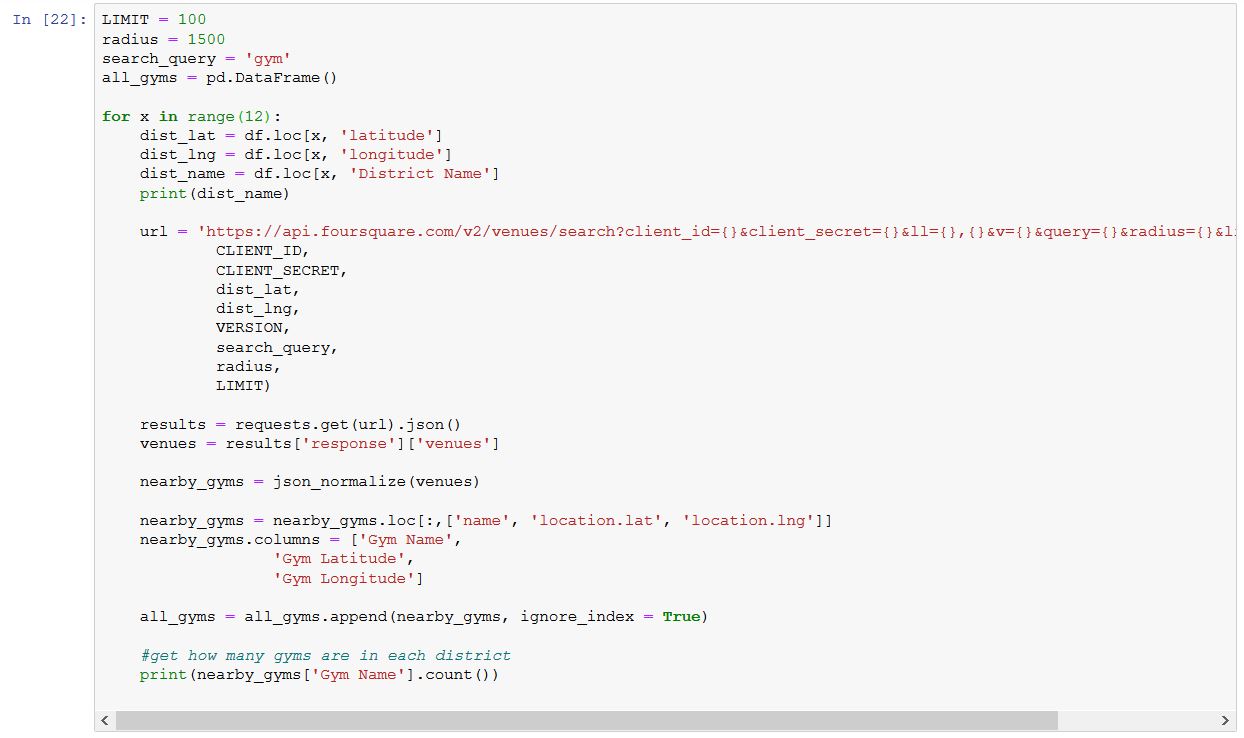 In [22]: LIMIT = 100
radius = 1500
search_query = 'gym'
all_gyms = pd.DataFrame()
for x in range(12):
dist_lat = df.loc[x, 'latitude']
dist_lng = df.loc[x, 'longitude']
dist_name = df.loc[x, 'District Name']
print(dist_name)
url = 'https://api.foursquare.com/v2/venues/search?client_id={}&client_secret={}&ll={},{}&v={}&query={}&radius={}&li
CLIENT_ID,
CLIENT_SECRET,
dist_lat,
dist_lng,
VERSION,
search_query,
radius,
LIMIT)
results = requests.get(url).json()
venues = results['response']['venues']
nearby_gyms = json_normalize(venues)
nearby_gyms = nearby_gyms.loc[:,['name', 'location.lat', 'location.lng']]
nearby_gyms.columns = ['Gym Name',
'Gym Latitude',
'Gym Longitude']
all_gyms = all_gyms.append(nearby_gyms, ignore_index = True)
#get how many gyms are in each district
print(nearby_gyms['Gym Name'].count())